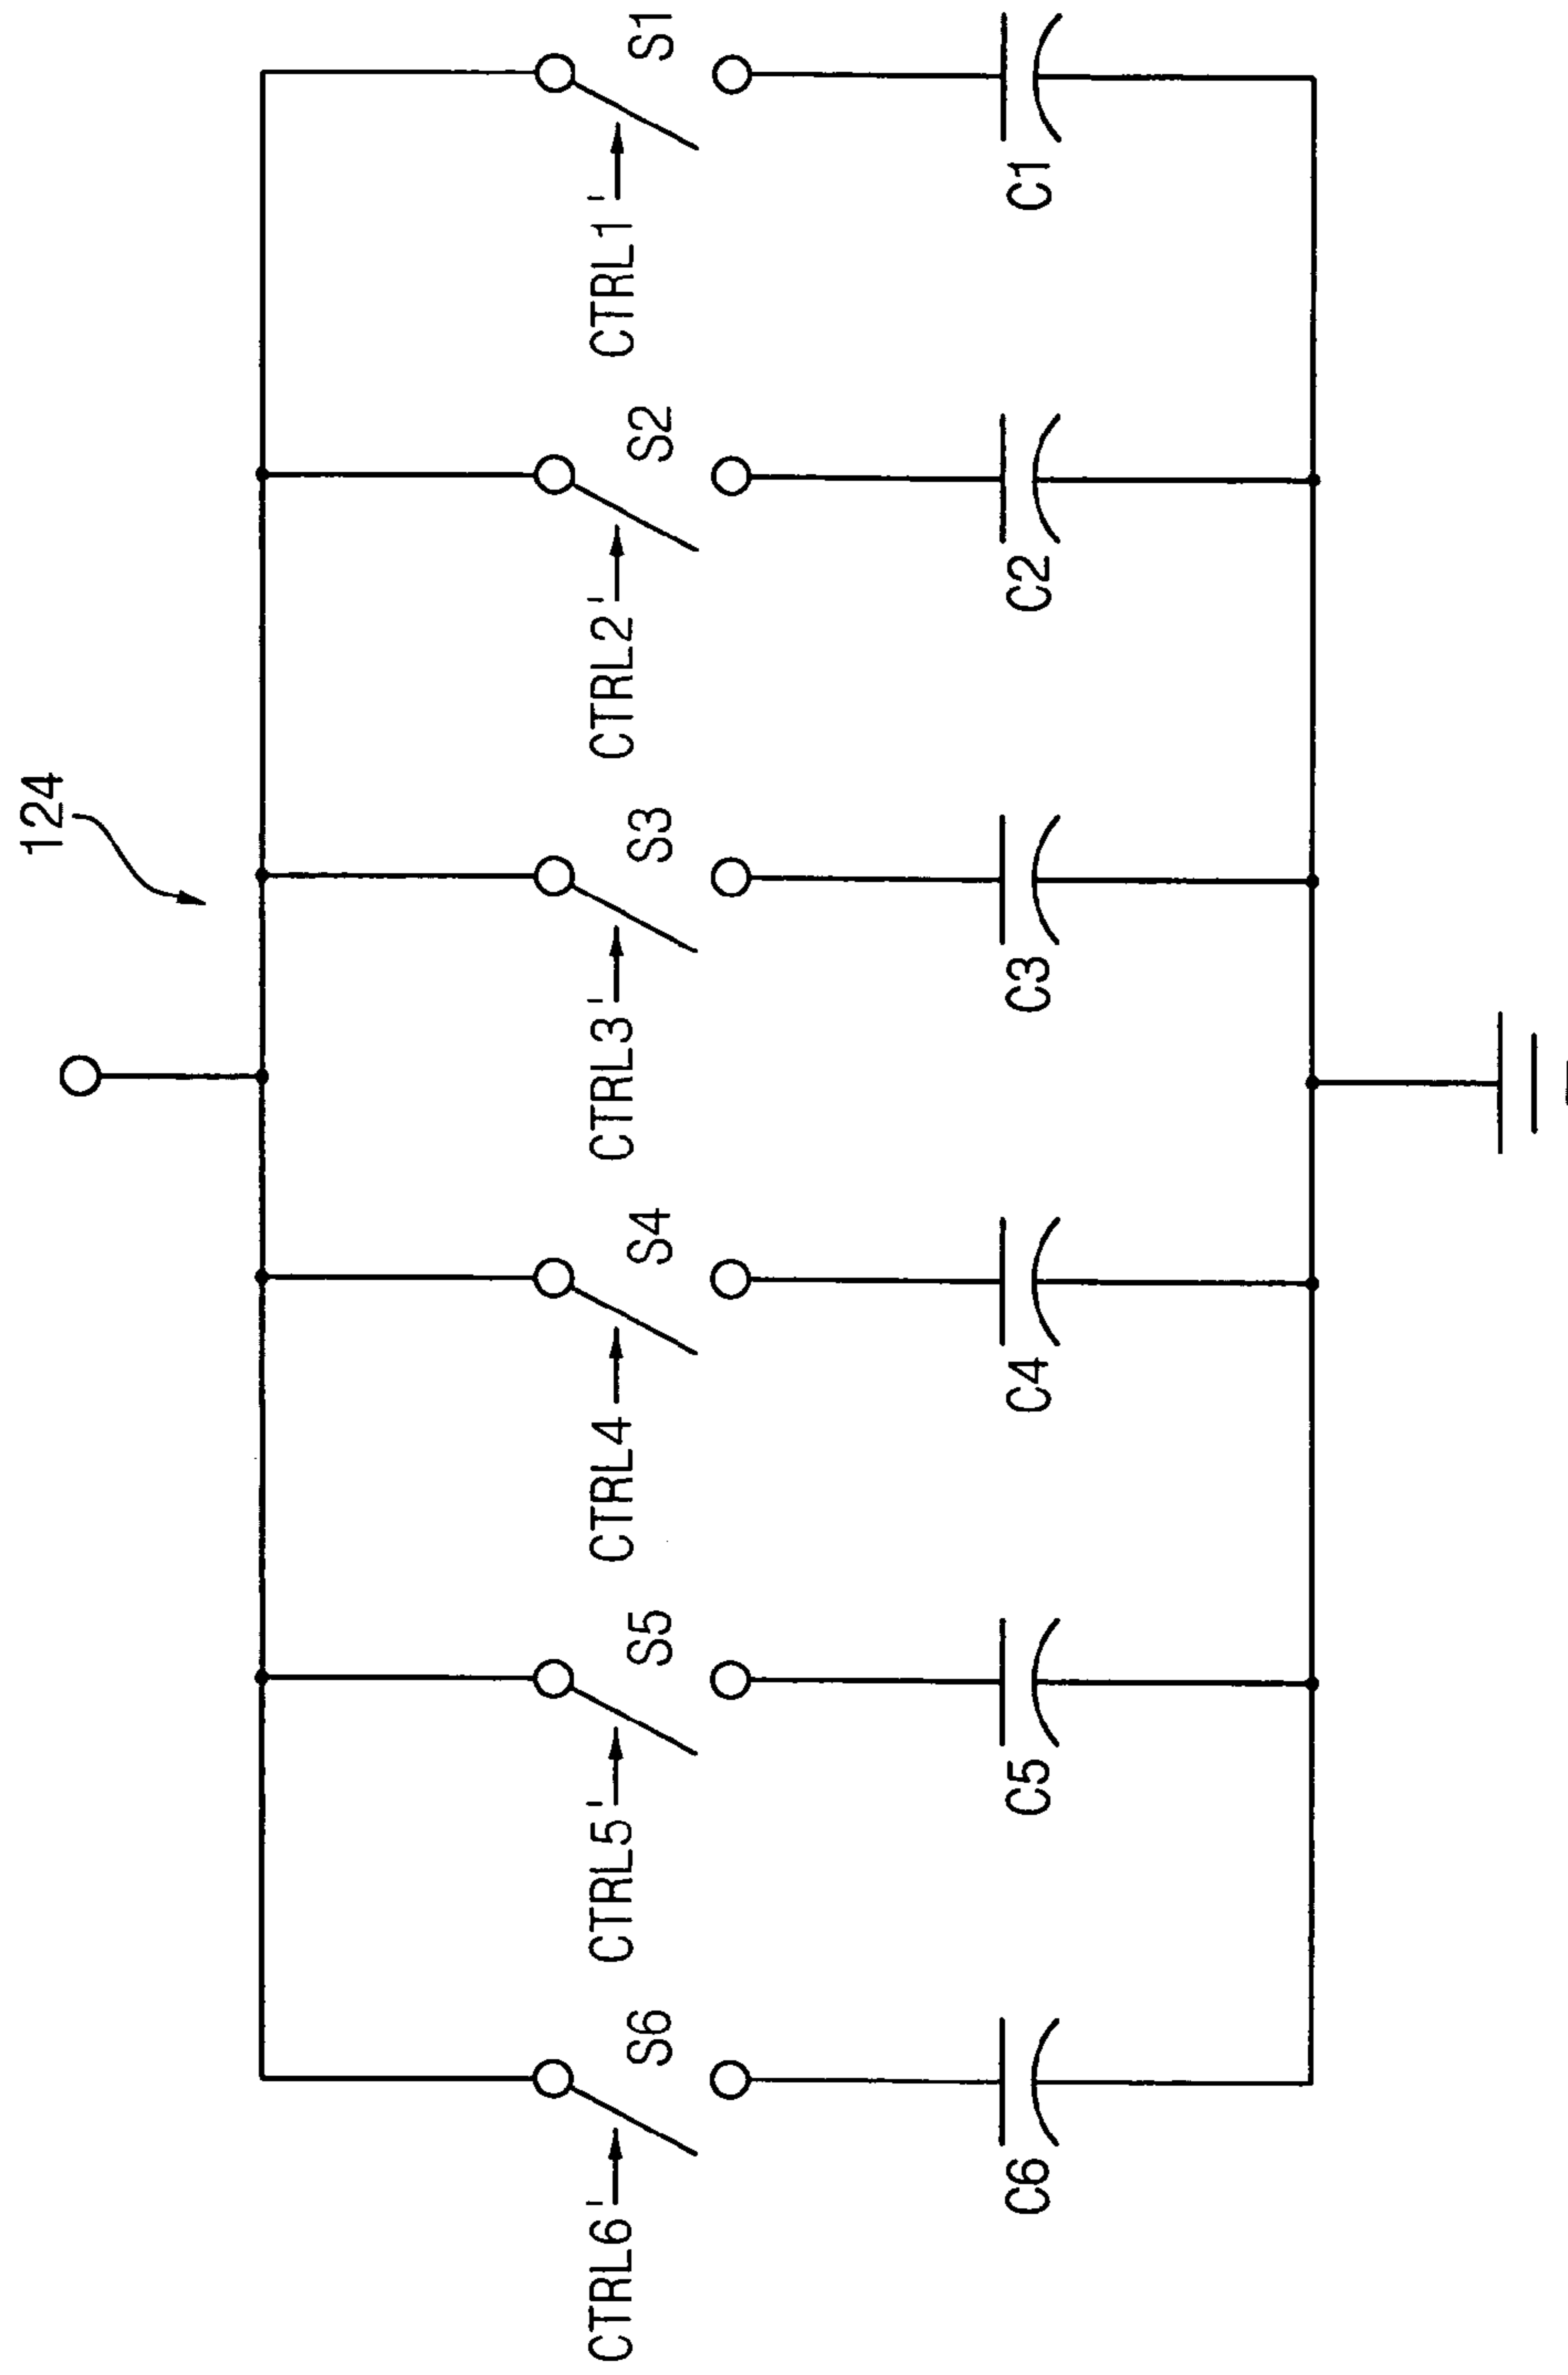 124
CTRL6'
S6
CTRL5'
S5
CTRL4
S4
CTRL3'
S3
CTRL2'
S2
CTRL1'
S1
C6
C5
C4
C3
C2
C1